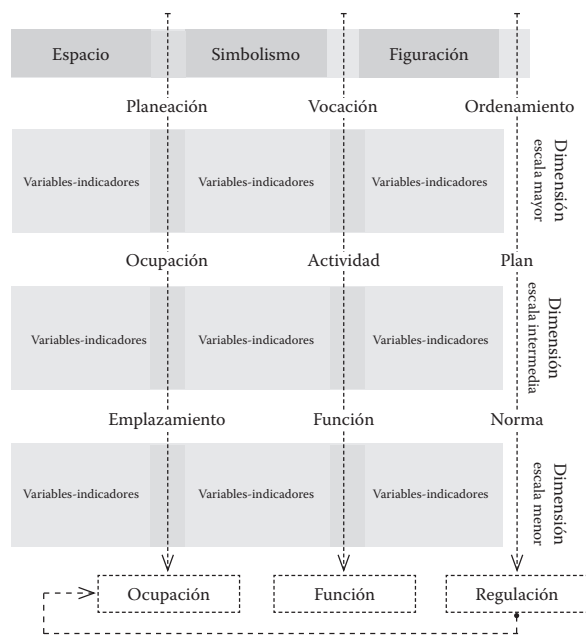 Espacio Simbolismo Figuración
Planeación Vocación Ordenamiento
Variables-indicadores Variables-indicadores Variables-indicadores
Dimensión
escala mayor
Ocupación Actividad Plan
Variables-indicadores Variables-indicadores Variables-indicadores
Dimensión
escala intermedia
Emplazamiento Función Norma
Variables-indicadores Variables-indicadores Variables-indicadores
Dimensión
escala menor
Ocupación Función Regulación